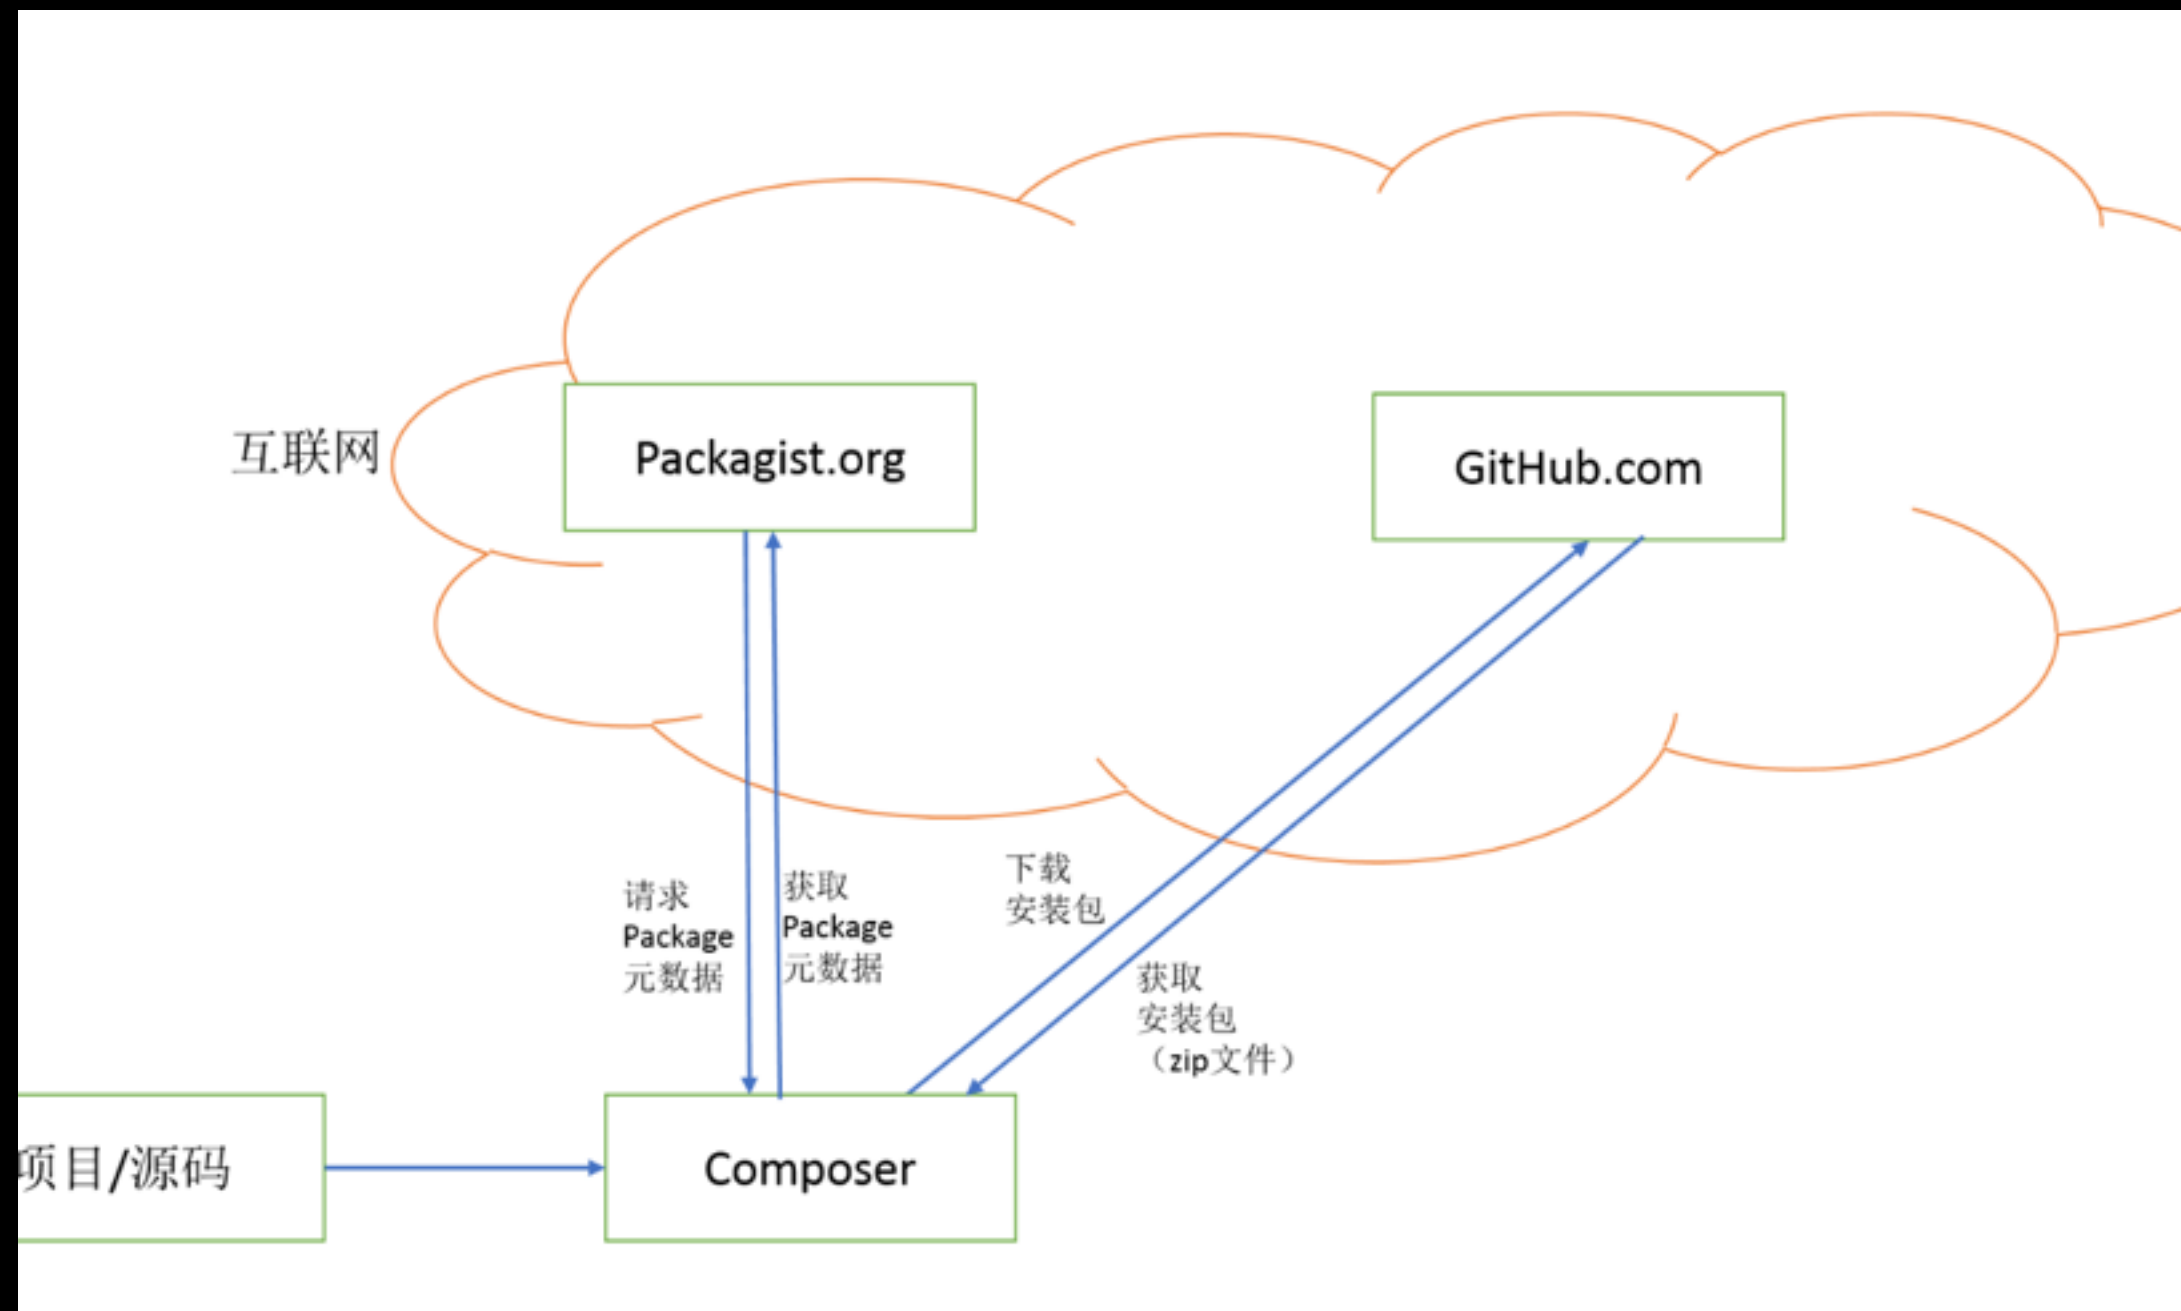 互联网
Packagist.org
GitHub.com
请求
Package
元数据
获取
Package
元数据
下载
安装包
获取
安装包
（zip文件）
项目/源码
Composer